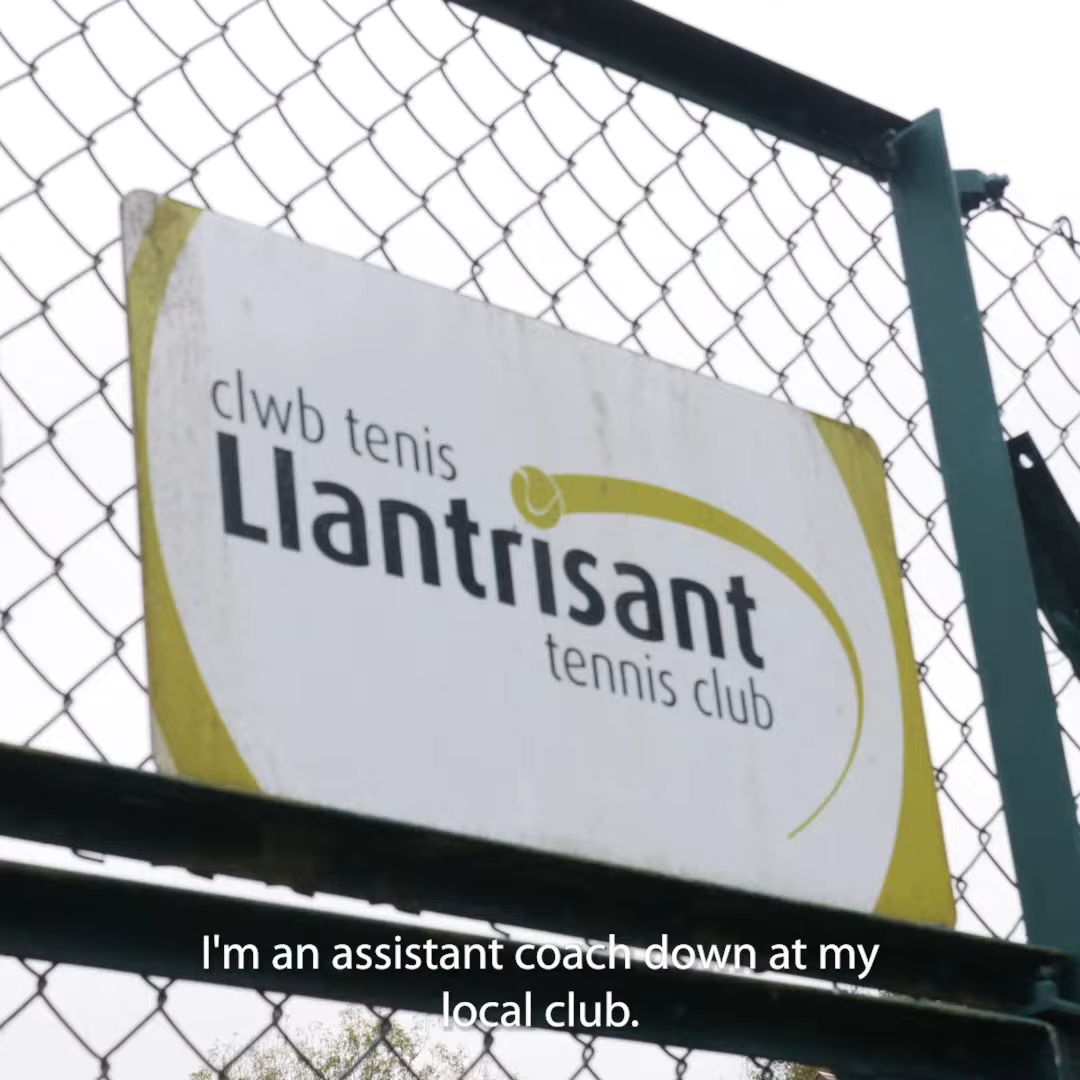 clwb tenis
Llantrisant
tennis club
I'm an assistant coach down at my
local club.